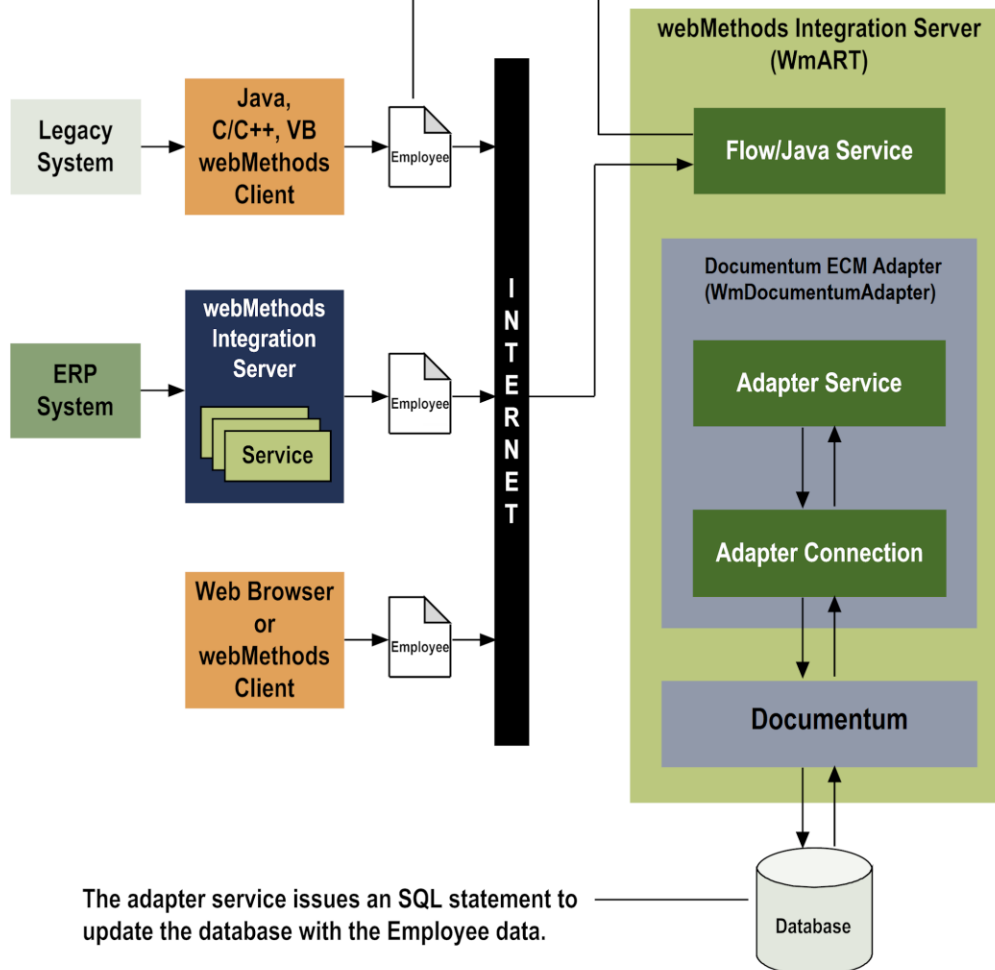 webMethods Integration Server
(WmART)
Legacy
System
Java,
C/C++, VB
webMethods
Client
Employee
Flow/Java Service
Documentum ECM Adapter
(WmDocumentumAdapter)
ERP
System
webMethods
Integration
Server
Service
Employee
I
N
T
E
R
N
E
T
Adapter Service
Adapter Connection
Web Browser
or
webMethods
Client
Employee
Documentum
The adapter service issues an SQL statement to
update the database with the Employee data.
Database